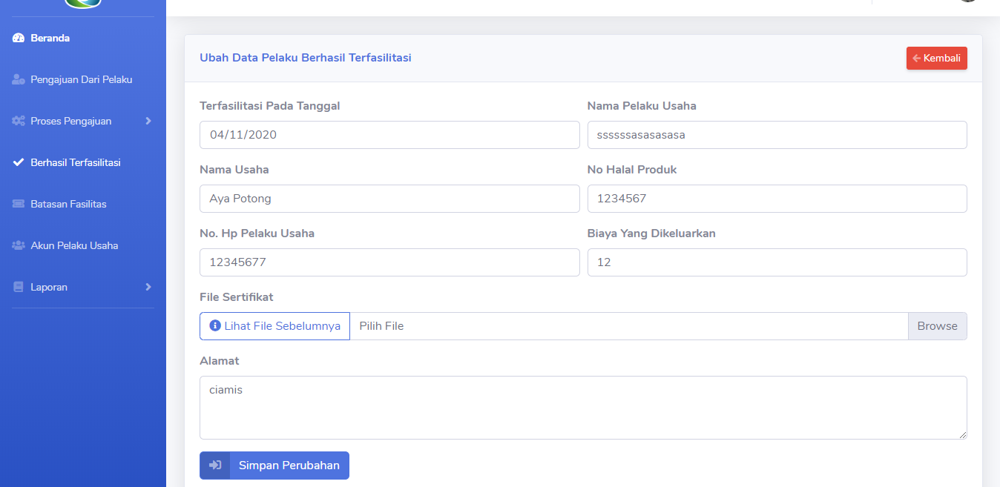 Beranda
Pengajuan Dari Pelaku
Proses Pengajuan
Berhasil Terfasilitasi
Batasan Fasilitas
Akun Pelaku Usaha
Laporan
Ubah Data Pelaku Berhasil Terfasilitasi
Kembali
Terfasilitasi Pada Tanggal
04/11/2020
Nama Pelaku Usaha
ssssssasasasasa
Nama Usaha
Aya Potong
No Halal Produk
1234567
No. Hp Pelaku Usaha
12345677
Biaya Yang Dikeluarkan
12
File Sertifikat
Lihat File Sebelumnya
Pilih File
Browse
Alamat
ciamis
Simpan Perubahan